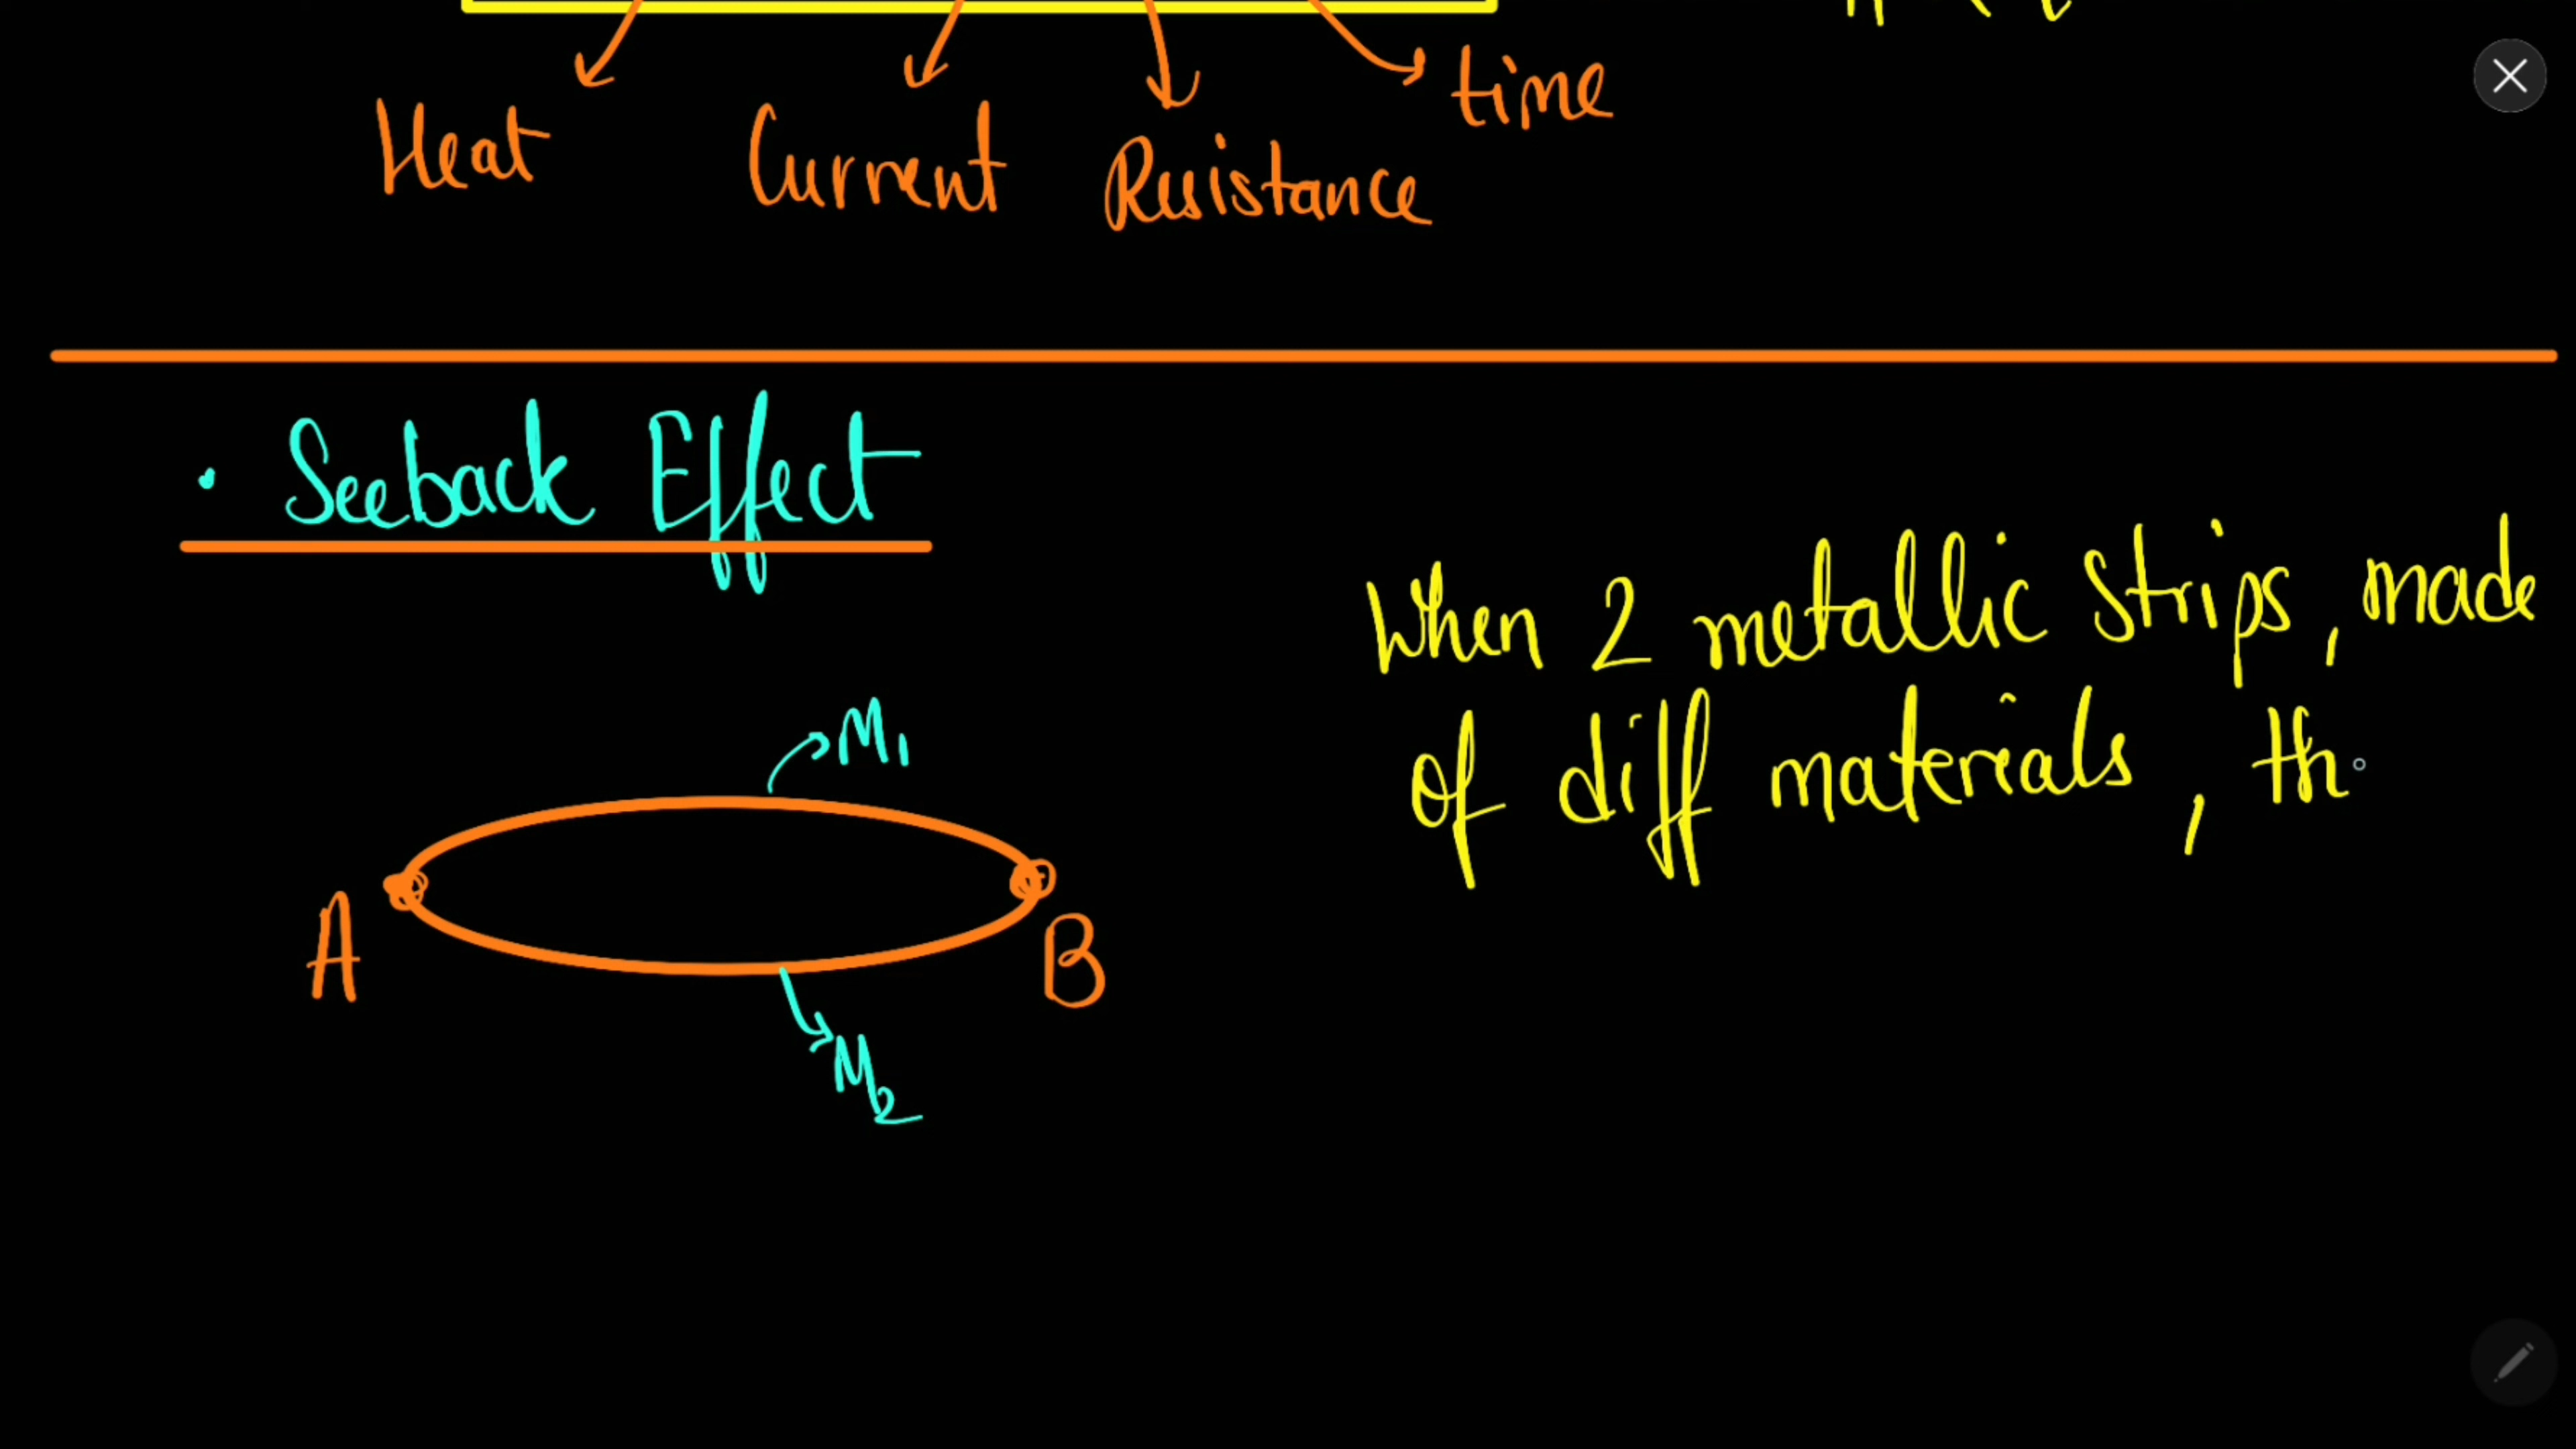 time
Heat
Current
Resistance
• Seeback Effect
When 2 metallic strips, made
of diff materials, th
M1
A
B
M2